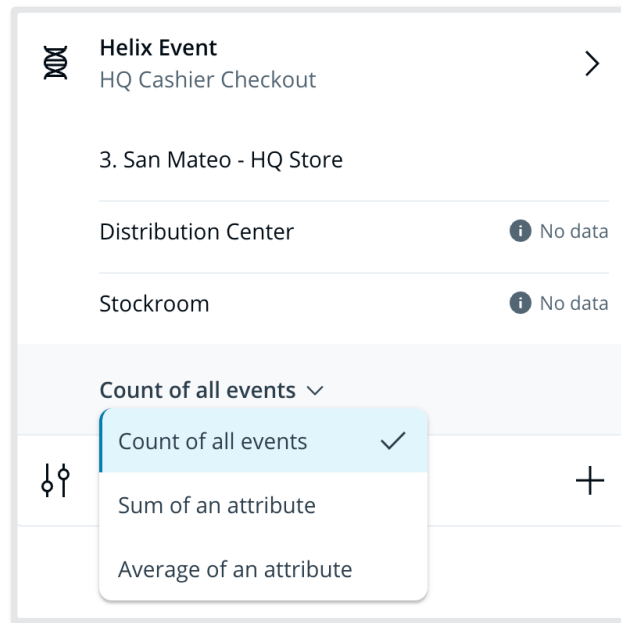 Helix Event
HQ Cashier Checkout
3. San Mateo - HQ Store
Distribution Center
No data
Stockroom
No data
Count of all events
Count of all events
Sum of an attribute
Average of an attribute